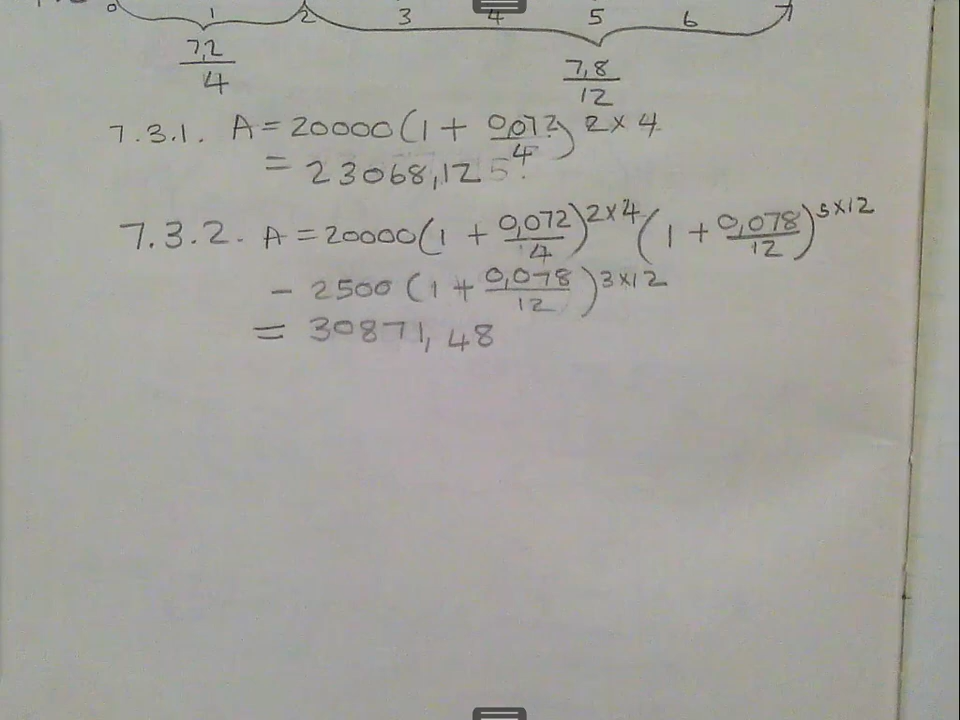 0 1 2 3 4 5 6 7
7,2/4 7,8/12
7.3.1. A = 20000(1 + 0,072/4)^2×4
= 23068,125
7.3.2. A = 20000(1 + 0,072/4)^2×4 (1 + 0,078/12)^5×12
- 2500(1 + 0,078/12)^3×12
= 30871,48